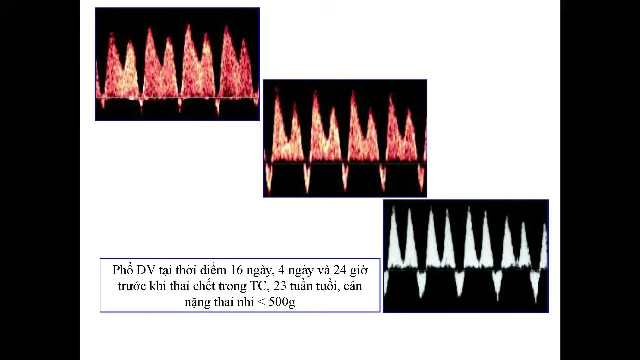 Phổ DV tại thời điểm 16 ngày, 4 ngày và 24 giờ
trước khi thai chết trong TC, 23 tuần tuổi, cân
nặng thai nhi < 500g